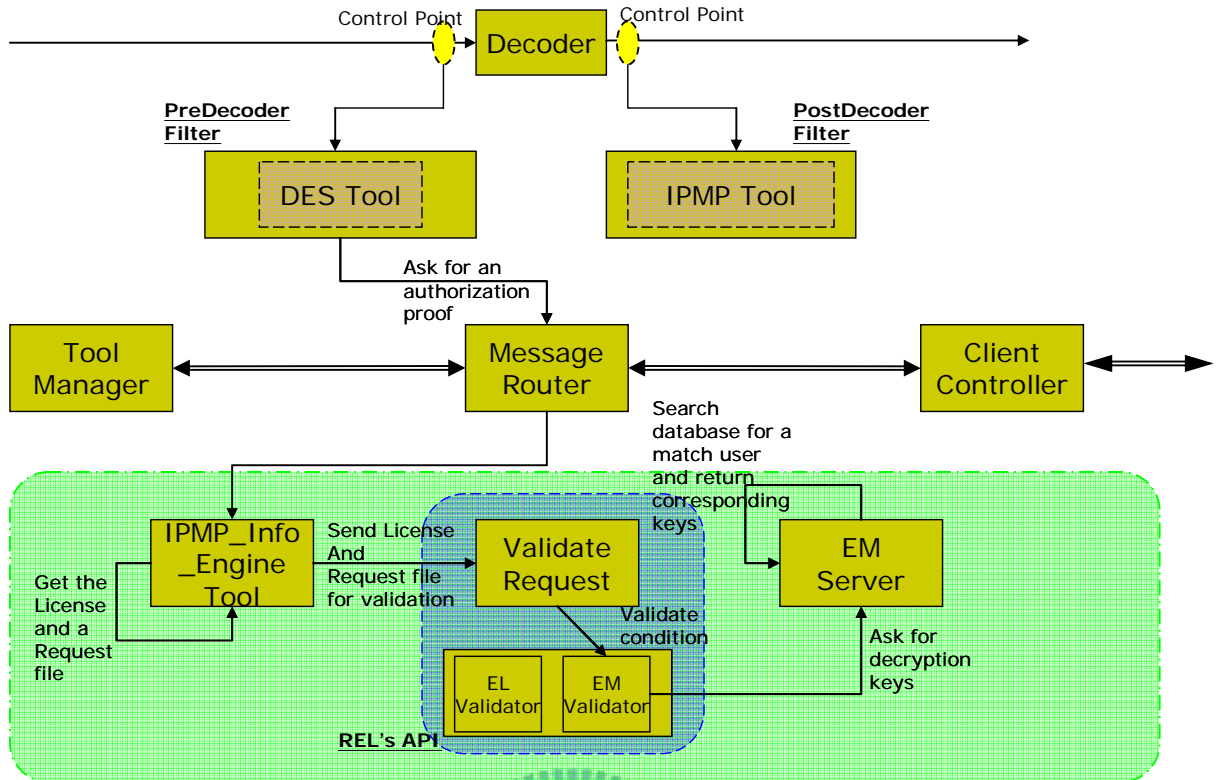 Control Point
Control Point
Decoder
PreDecoder
Filter
PostDecoder
Filter
DES Tool
IPMP Tool
Ask for an
authorization
proof
Tool
Manager
Message
Router
Client
Controller
Search
database for a
match user
and return
corresponding
keys
IPMP_Info
_Engine
Tool
Send License
And
Request file
for validation
Validate
Request
EM
Server
Get the
License
and a
Request
file
Validate
condition
Ask for
decryption
keys
EL
Validator
EM
Validator
REL's API